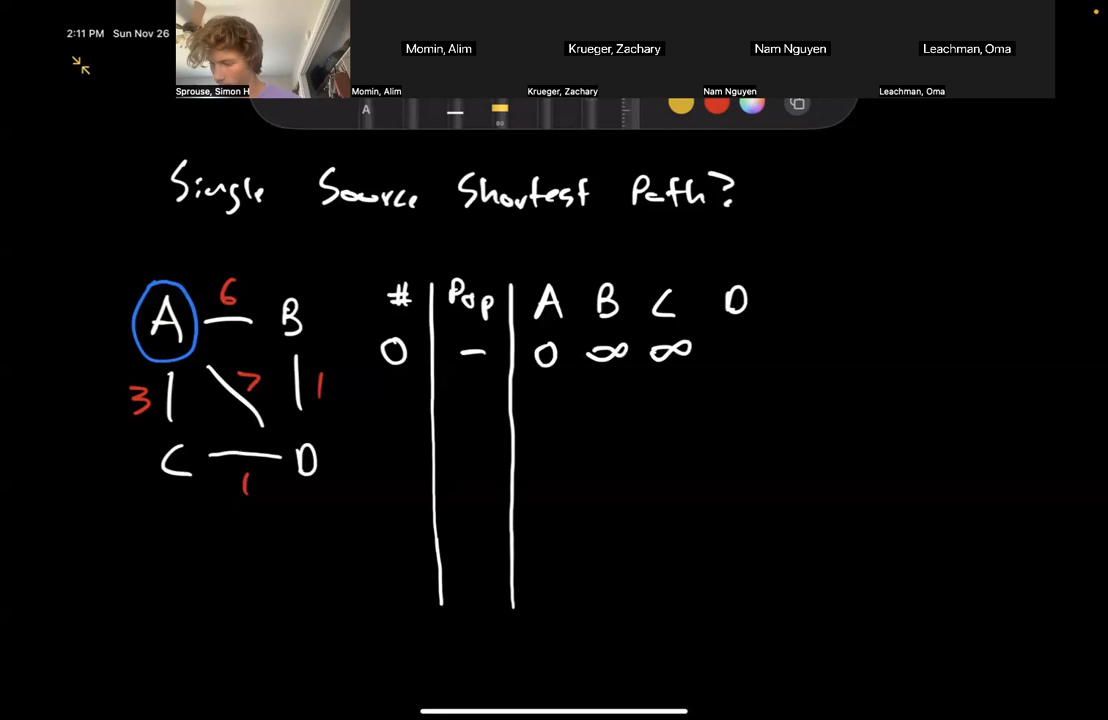 2:11 PM Sun Nov 26
Momin, Alim
Krueger, Zachary
Nam Nguyen
Leachman, Oma
Sprouse, Simon H
Momin, Alim
Krueger, Zachary
Nam Nguyen
Leachman, Oma
A
80
Single Source Shortest Path?
A 6 B
3 7 1
C D
1
# Pop A B C D
0 – 0 ∞ ∞